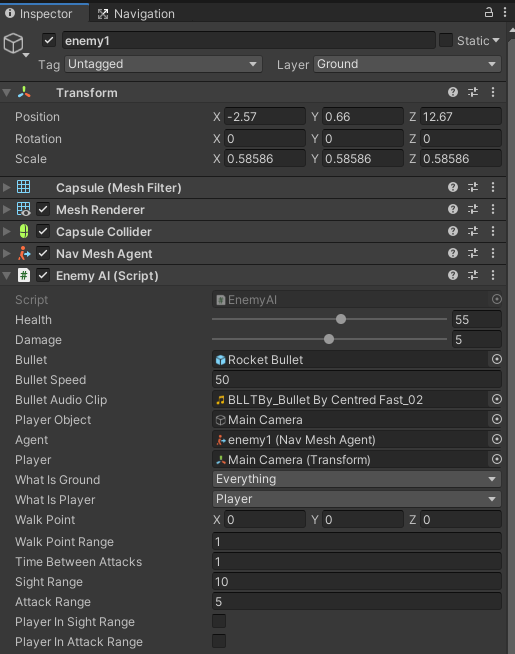 Inspector Navigation
enemy1 Static
Tag Untagged Layer Ground
Transform
Position X -2.57 Y 0.66 Z 12.67
Rotation X 0 Y 0 Z 0
Scale X 0.58586 Y 0.58586 Z 0.58586
Capsule (Mesh Filter)
Mesh Renderer
Capsule Collider
Nav Mesh Agent
# Enemy AI (Script)
Script # EnemyAI
Health 55
Damage 5
Bullet Rocket Bullet
Bullet Speed 50
Bullet Audio Clip BLLTBy_Bullet By Centred Fast_02
Player Object Main Camera
Agent enemy1 (Nav Mesh Agent)
Player Main Camera (Transform)
What Is Ground Everything
What Is Player Player
Walk Point X 0 Y 0 Z 0
Walk Point Range 1
Time Between Attacks 1
Sight Range 10
Attack Range 5
Player In Sight Range
Player In Attack Range